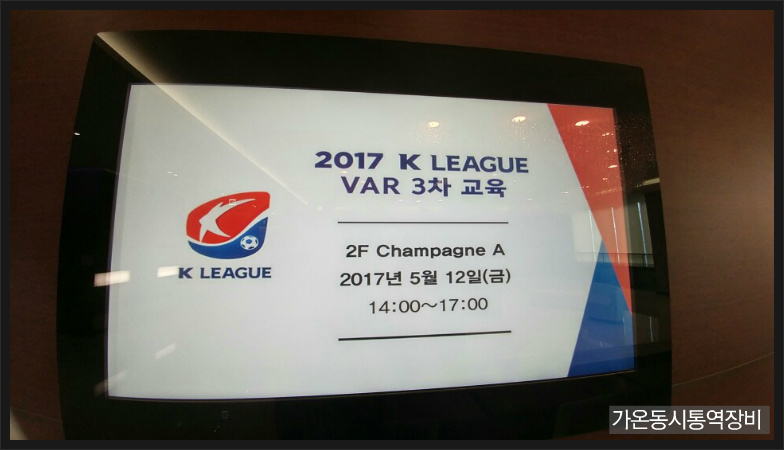 2017 K LEAGUE
VAR 3차 교육
K LEAGUE
2F Champagne A
2017년 5월 12일(금)
14:00~17:00
가온동시통역장비